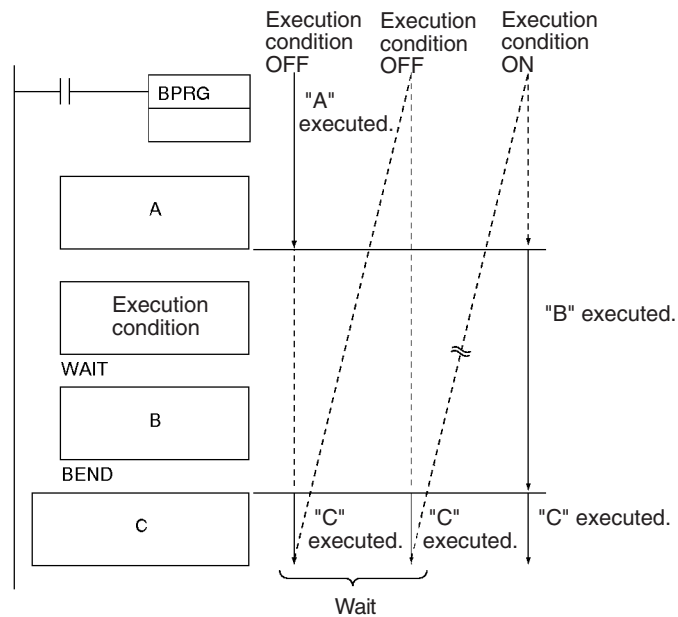 Execution
condition
OFF
Execution
condition
OFF
Execution
condition
ON
BPRG
"A"
executed.
A
Execution
condition
"B" executed.
WAIT
B
BEND
C
"C"
executed.
"C"
executed.
"C" executed.
Wait